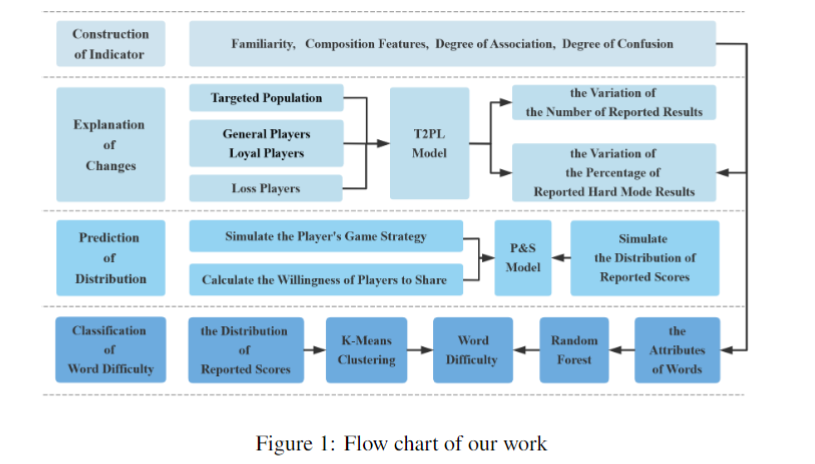 Construction
of Indicator
Familiarity, Composition Features, Degree of Association, Degree of Confusion
Explanation
of
Changes
Targeted Population
General Players
Loyal Players
Loss Players
T2PL
Model
the Variation of
the Number of Reported Results
the Variation of
the Percentage of
Reported Hard Mode Results
Prediction
of
Distribution
Simulate the Player's Game Strategy
Calculate the Willingness of Players to Share
P&S
Model
Simulate
the Distribution of
Reported Scores
Classification
of
Word Difficulty
the Distribution
of
Reported Scores
K-Means
Clustering
Word
Difficulty
Random
Forest
the
Attributes
of Words
Figure 1: Flow chart of our work